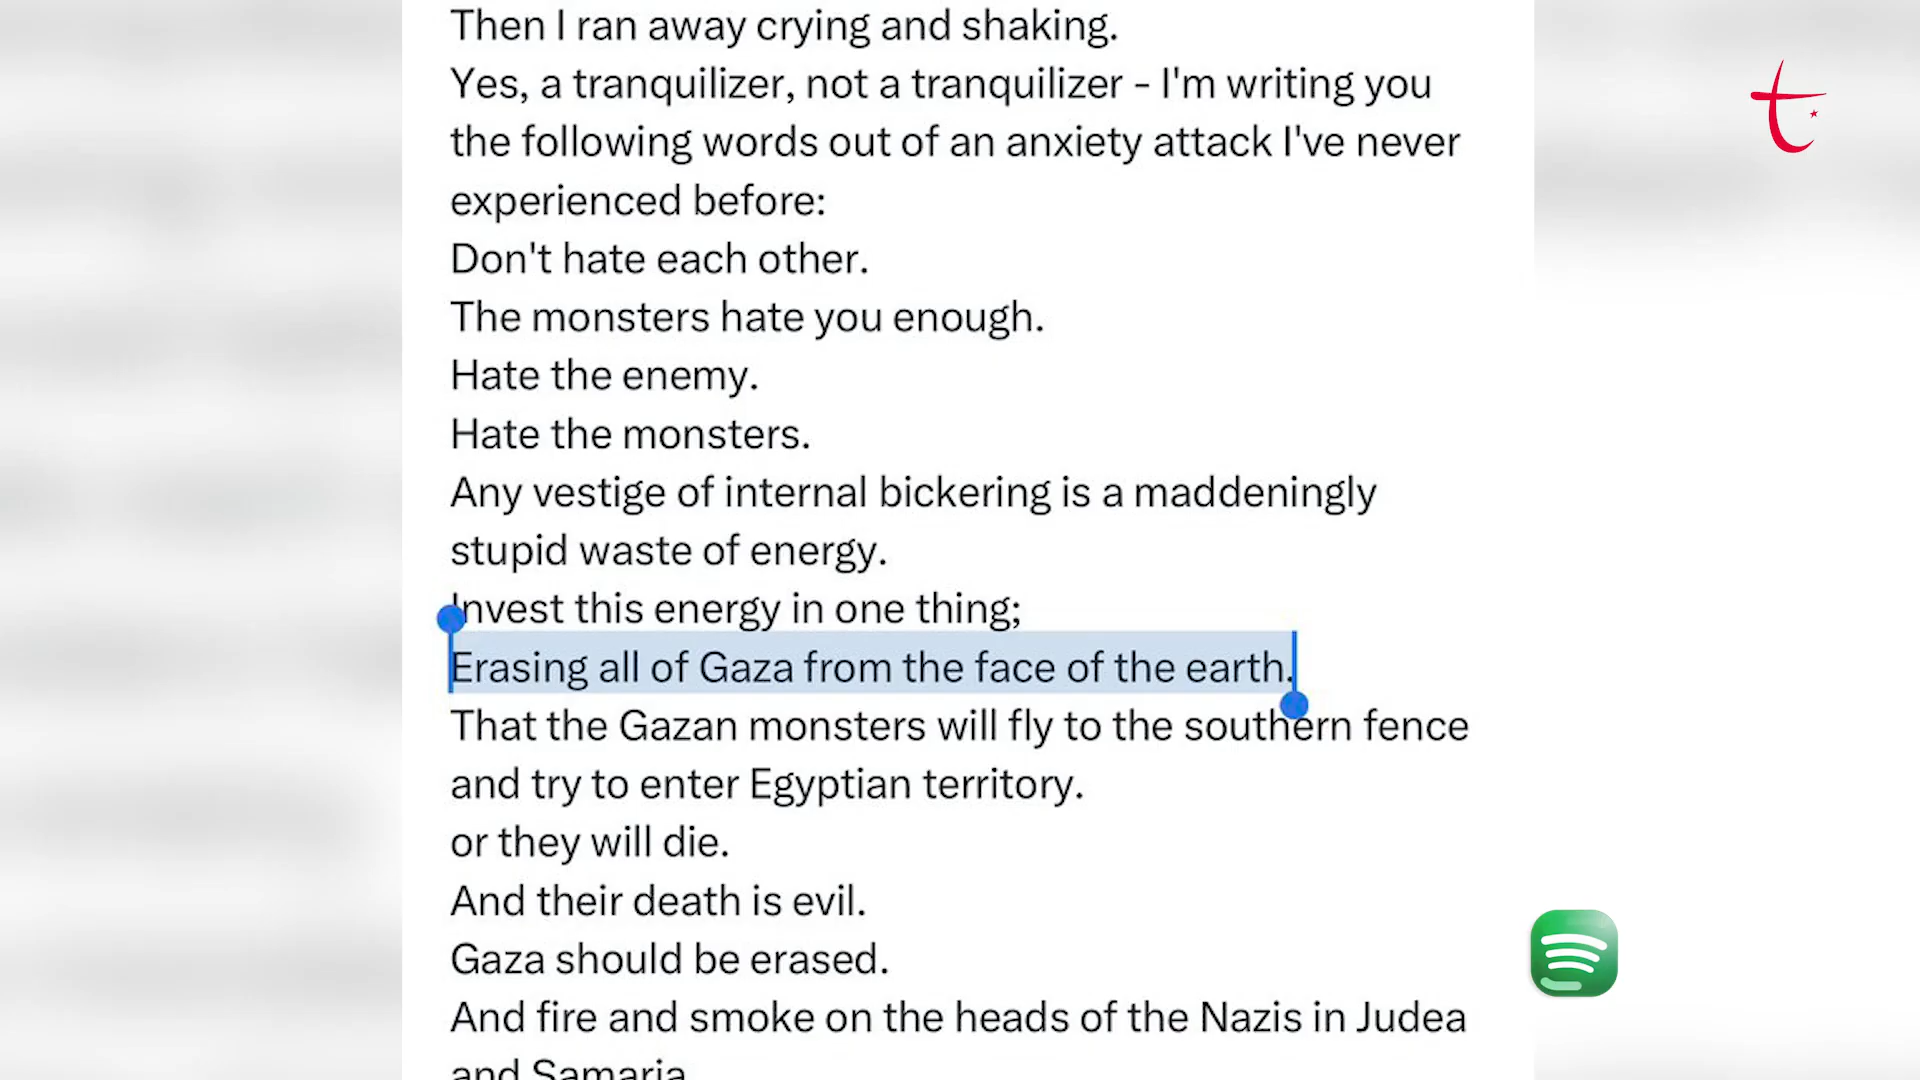 Then I ran away crying and shaking.
Yes, a tranquilizer, not a tranquilizer - I'm writing you
the following words out of an anxiety attack I've never
experienced before:
Don't hate each other.
The monsters hate you enough.
Hate the enemy.
Hate the monsters.
Any vestige of internal bickering is a maddeningly
stupid waste of energy.
Invest this energy in one thing;
Erasing all of Gaza from the face of the earth.
That the Gazan monsters will fly to the southern fence
and try to enter Egyptian territory.
or they will die.
And their death is evil.
Gaza should be erased.
And fire and smoke on the heads of the Nazis in Judea
and Samaria